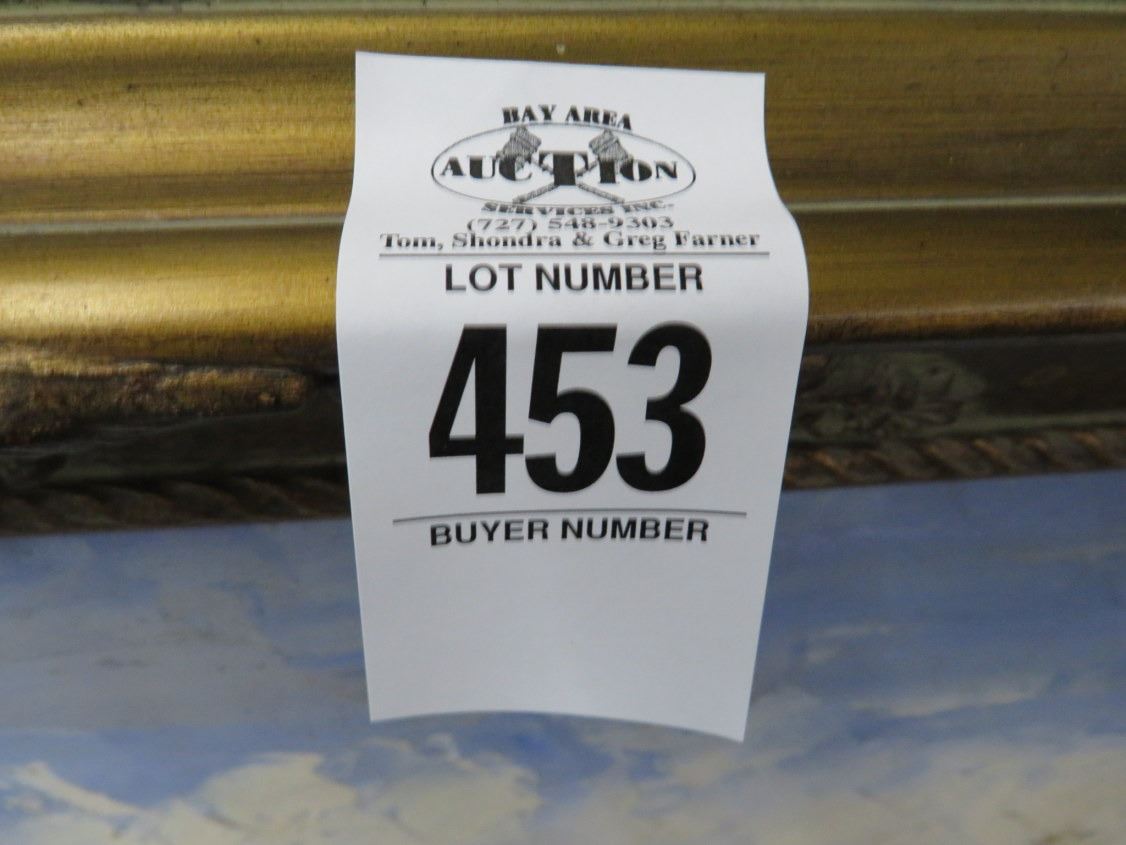 BAY AREA
AUCTION
SERVICES INC.
(727) 548-9303
Tom, Shondra & Greg Farner
LOT NUMBER
453
BUYER NUMBER